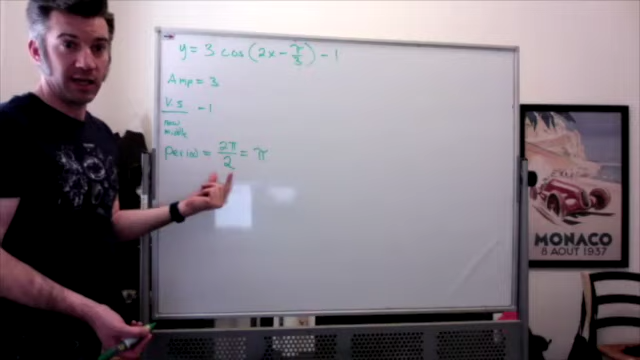 y = 3 cos(2x - π/3) - 1
Amp = 3
V.S -1
new
middle
period = 2π/2 = π
MONACO
8 AOUT 1937